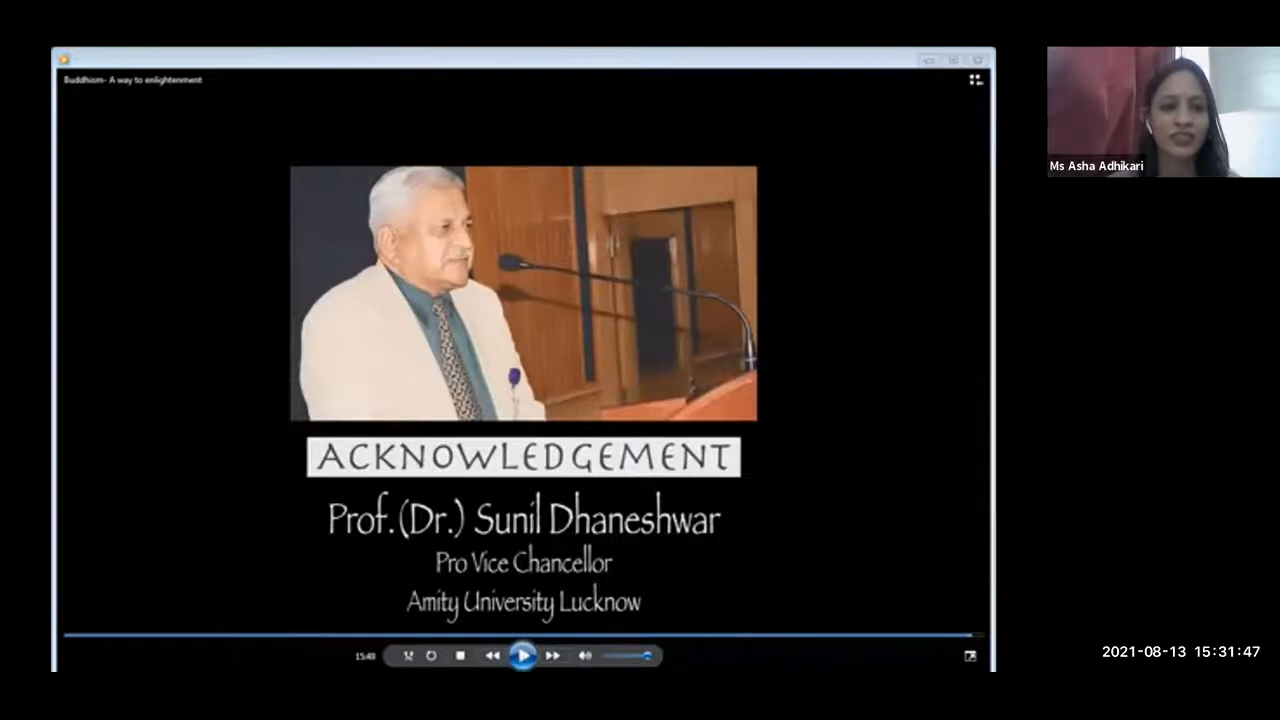 Buddhism- A way to enlightenment
Ms Asha Adhikari
ACKNOWLEDGEMENT
Prof.(Dr.) Sunil Dhaneshwar
Pro Vice Chancellor
Amity University Lucknow
15:40
2021-08-13 15:31:47